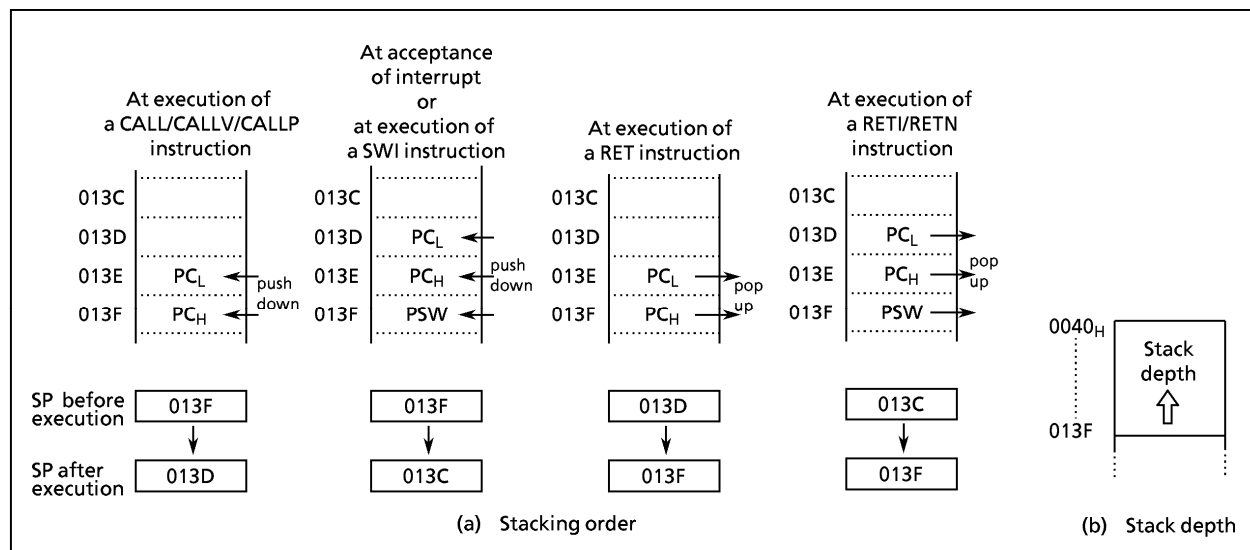 At execution of
a CALL/CALLV/CALLP
instruction
At acceptance
of interrupt
or
at execution of
a SWI instruction
At execution of
a RET instruction
At execution of
a RETI/RETN
instruction
013C
013D
013E PCL
013F PCH
push
down
013C
013D PCL
013E PCH
013F PSW
push
down
013C
013D
013E PCL
013F PCH
pop
up
013C
013D PCL
013E PCH
013F PSW
pop
up
SP before
execution
013F 013F 013D 013C
SP after
execution
013D 013C 013F 013F
(a) Stacking order
0040H
Stack
depth
013F
(b) Stack depth